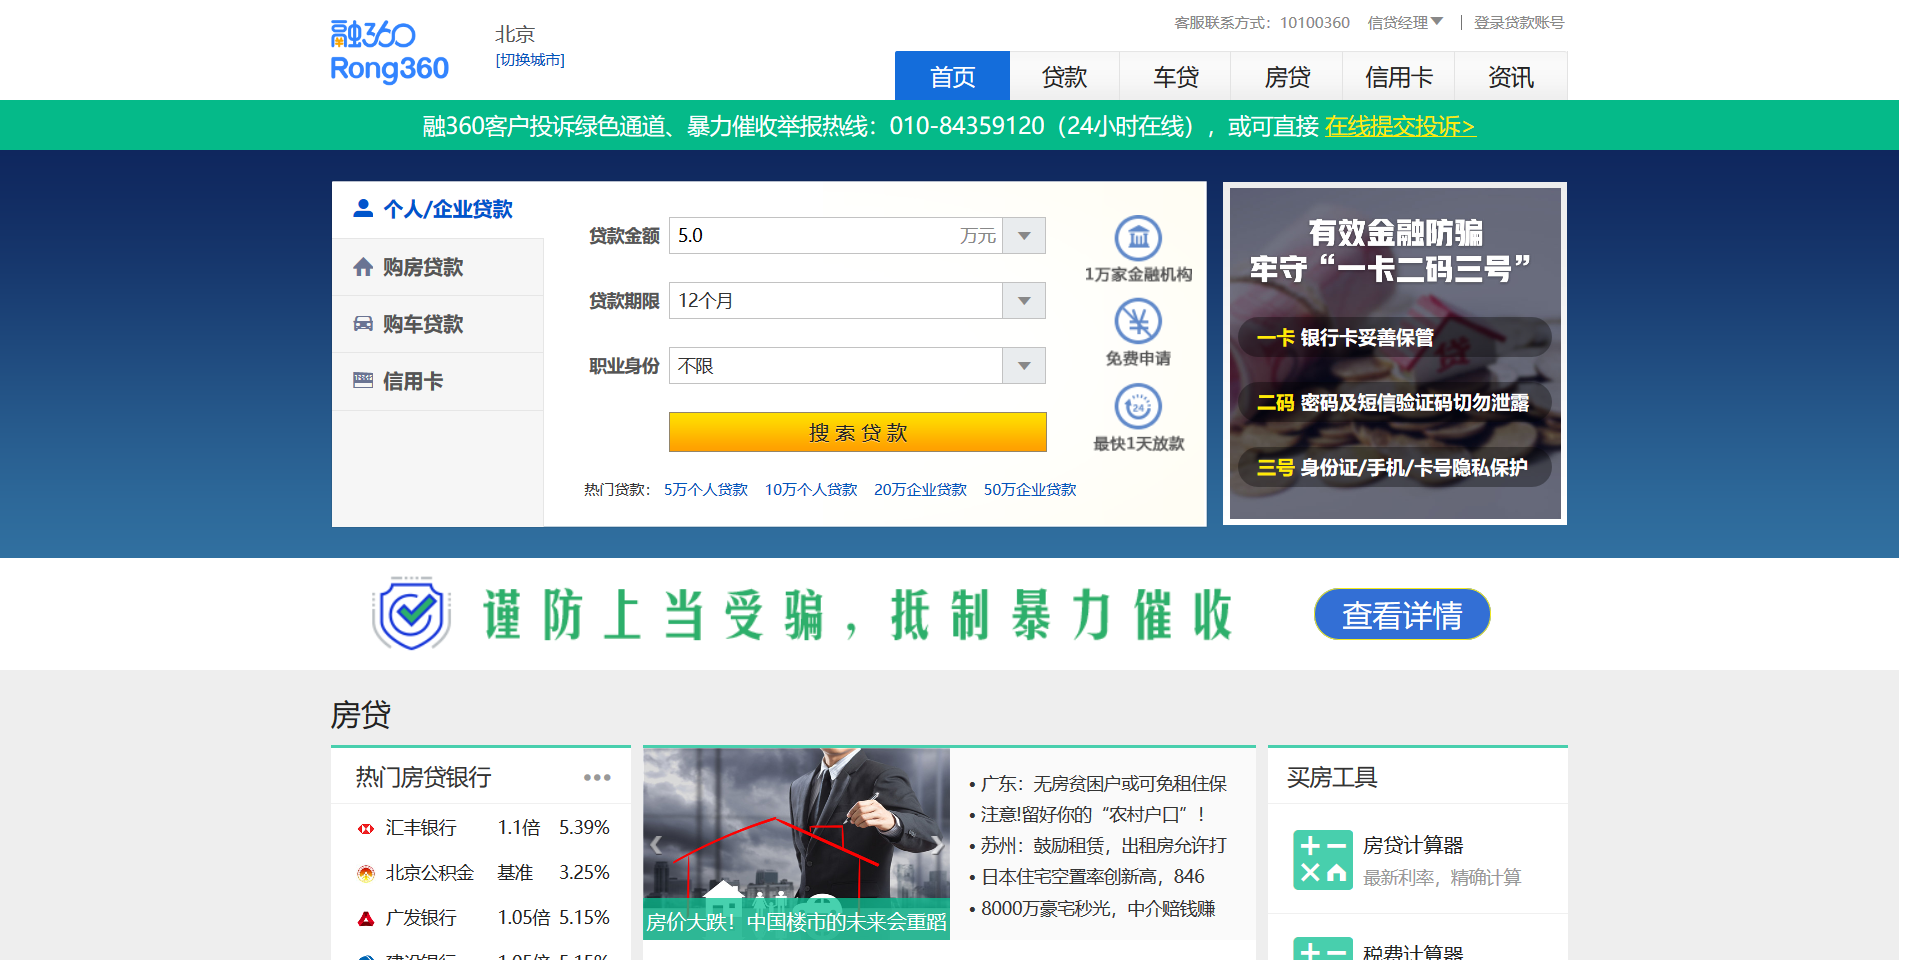 融360
Rong360
北京
[切换城市]
客服联系方式：10100360 信贷经理 | 登录贷款账号
首页 贷款 车贷 房贷 信用卡 资讯
融360客户投诉绿色通道、暴力催收举报热线：010-84359120（24小时在线），或可直接 在线提交投诉>
个人/企业贷款
购房贷款
购车贷款
信用卡
贷款金额 5.0 万元
贷款期限 12个月
职业身份 不限
搜索贷款
热门贷款： 5万个人贷款 10万个人贷款 20万企业贷款 50万企业贷款
1万家金融机构
免费申请
24
最快1天放款
有效金融防骗
牢守“一卡二码三号”
一卡 银行卡妥善保管
二码 密码及短信验证码切勿泄露
三号 身份证/手机/卡号隐私保护
谨防上当受骗，抵制暴力催收
查看详情
房贷
热门房贷银行
汇丰银行 1.1倍 5.39%
北京公积金 基准 3.25%
广发银行 1.05倍 5.15%
建设银行 1.05倍 5.15%
房价大跌！中国楼市的未来会重蹈
• 广东：无房贫困户或可免租住保
• 注意!留好你的“农村户口”！
• 苏州：鼓励租赁，出租房允许打
• 日本住宅空置率创新高，846
• 8000万豪宅秒光，中介赔钱赚
买房工具
房贷计算器
最新利率，精确计算
税费计算器